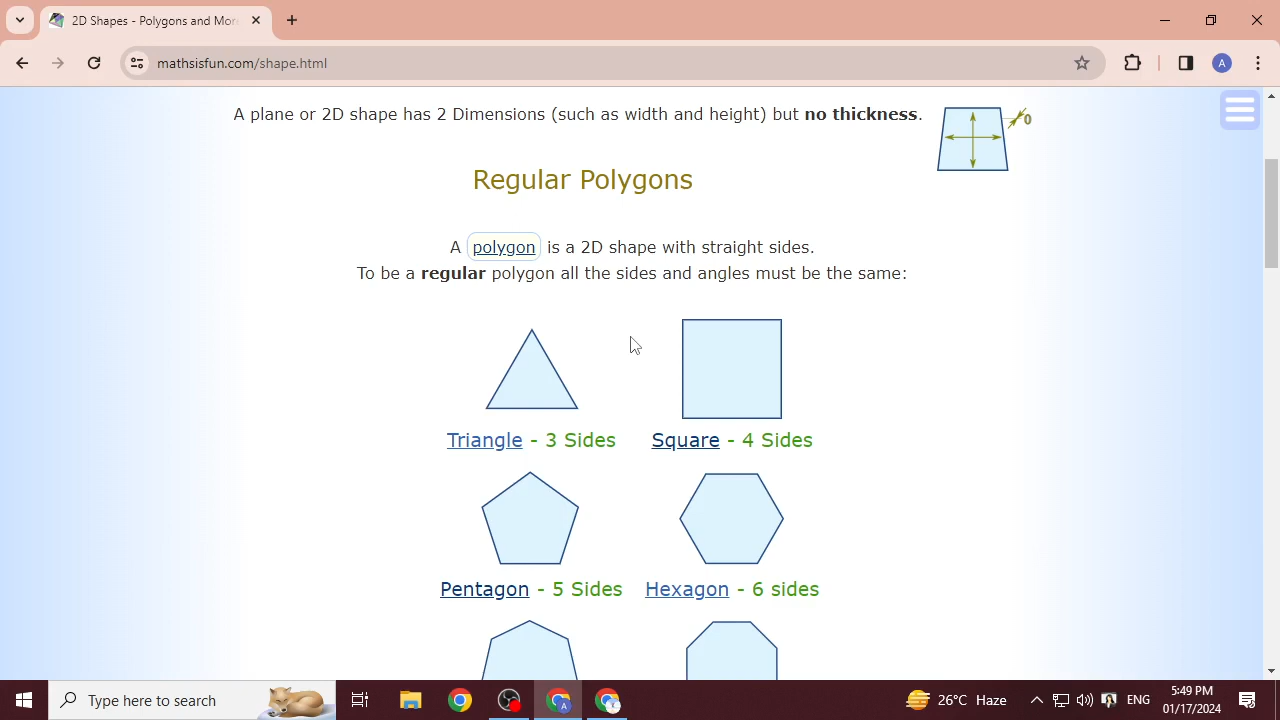 2D Shapes - Polygons and Mor
mathsisfun.com/shape.html
A
A plane or 2D shape has 2 Dimensions (such as width and height) but no thickness.
0
Regular Polygons
A polygon is a 2D shape with straight sides.
To be a regular polygon all the sides and angles must be the same:
Triangle - 3 Sides
Square - 4 Sides
Pentagon - 5 Sides
Hexagon - 6 sides
Type here to search
A
26°C Haze
ENG
5:49 PM
01/17/2024